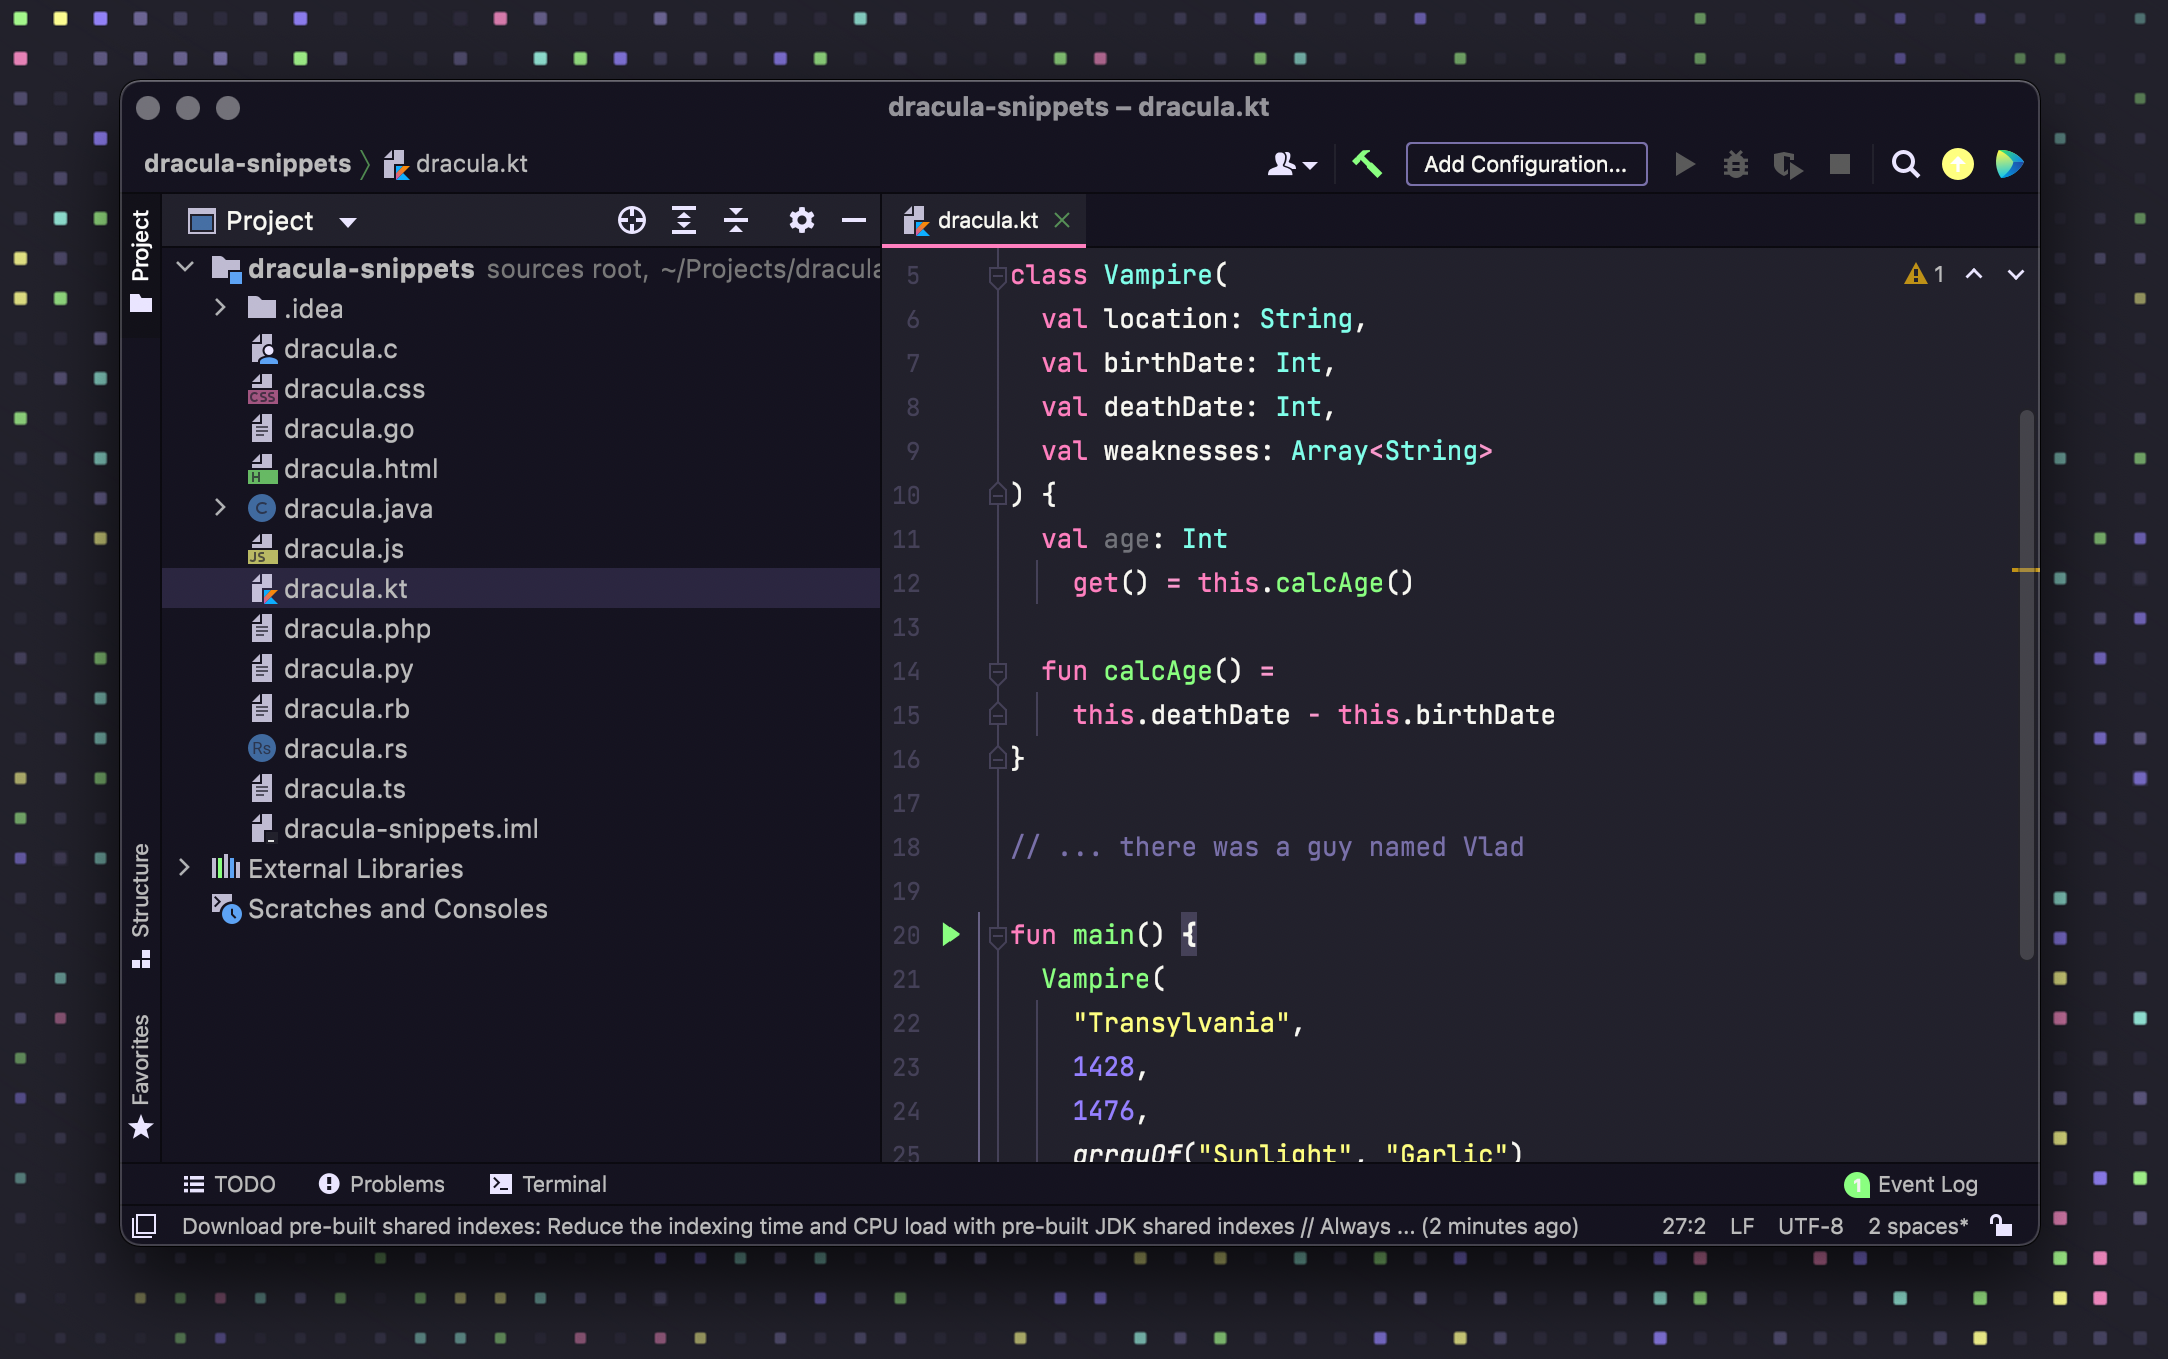 dracula-snippets – dracula.kt
dracula-snippets 〉 dracula.kt
Add Configuration...
Project
Project
dracula-snippets sources root, ~/Projects/dracula
.idea
dracula.c
dracula.css
CSS
dracula.go
dracula.html
H
dracula.java
C
dracula.js
JS
dracula.kt
dracula.php
dracula.py
dracula.rb
dracula.rs
Rs
dracula.ts
dracula-snippets.iml
External Libraries
Scratches and Consoles
Structure
Favorites
dracula.kt
1
5 class Vampire(
6 val location: String,
7 val birthDate: Int,
8 val deathDate: Int,
9 val weaknesses: Array<String>
10 ) {
11 val age: Int
12 get() = this.calcAge()
13
14 fun calcAge() =
15 this.deathDate - this.birthDate
16 }
17
18 // ... there was a guy named Vlad
19
20 fun main() {
21 Vampire(
22 "Transylvania",
23 1428,
24 1476,
25 arrayOf("Sunlight", "Garlic")
TODO
Problems
Terminal
1 Event Log
Download pre-built shared indexes: Reduce the indexing time and CPU load with pre-built JDK shared indexes // Always ... (2 minutes ago)
27:2 LF UTF-8 2 spaces*